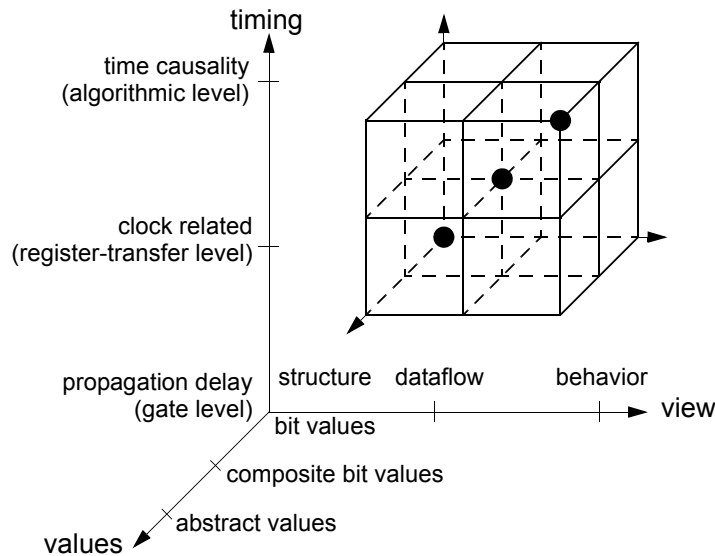 timing
time causality
(algorithmic level)
clock related
(register-transfer level)
propagation delay
(gate level)
structure
dataflow
behavior
view
bit values
composite bit values
abstract values
values